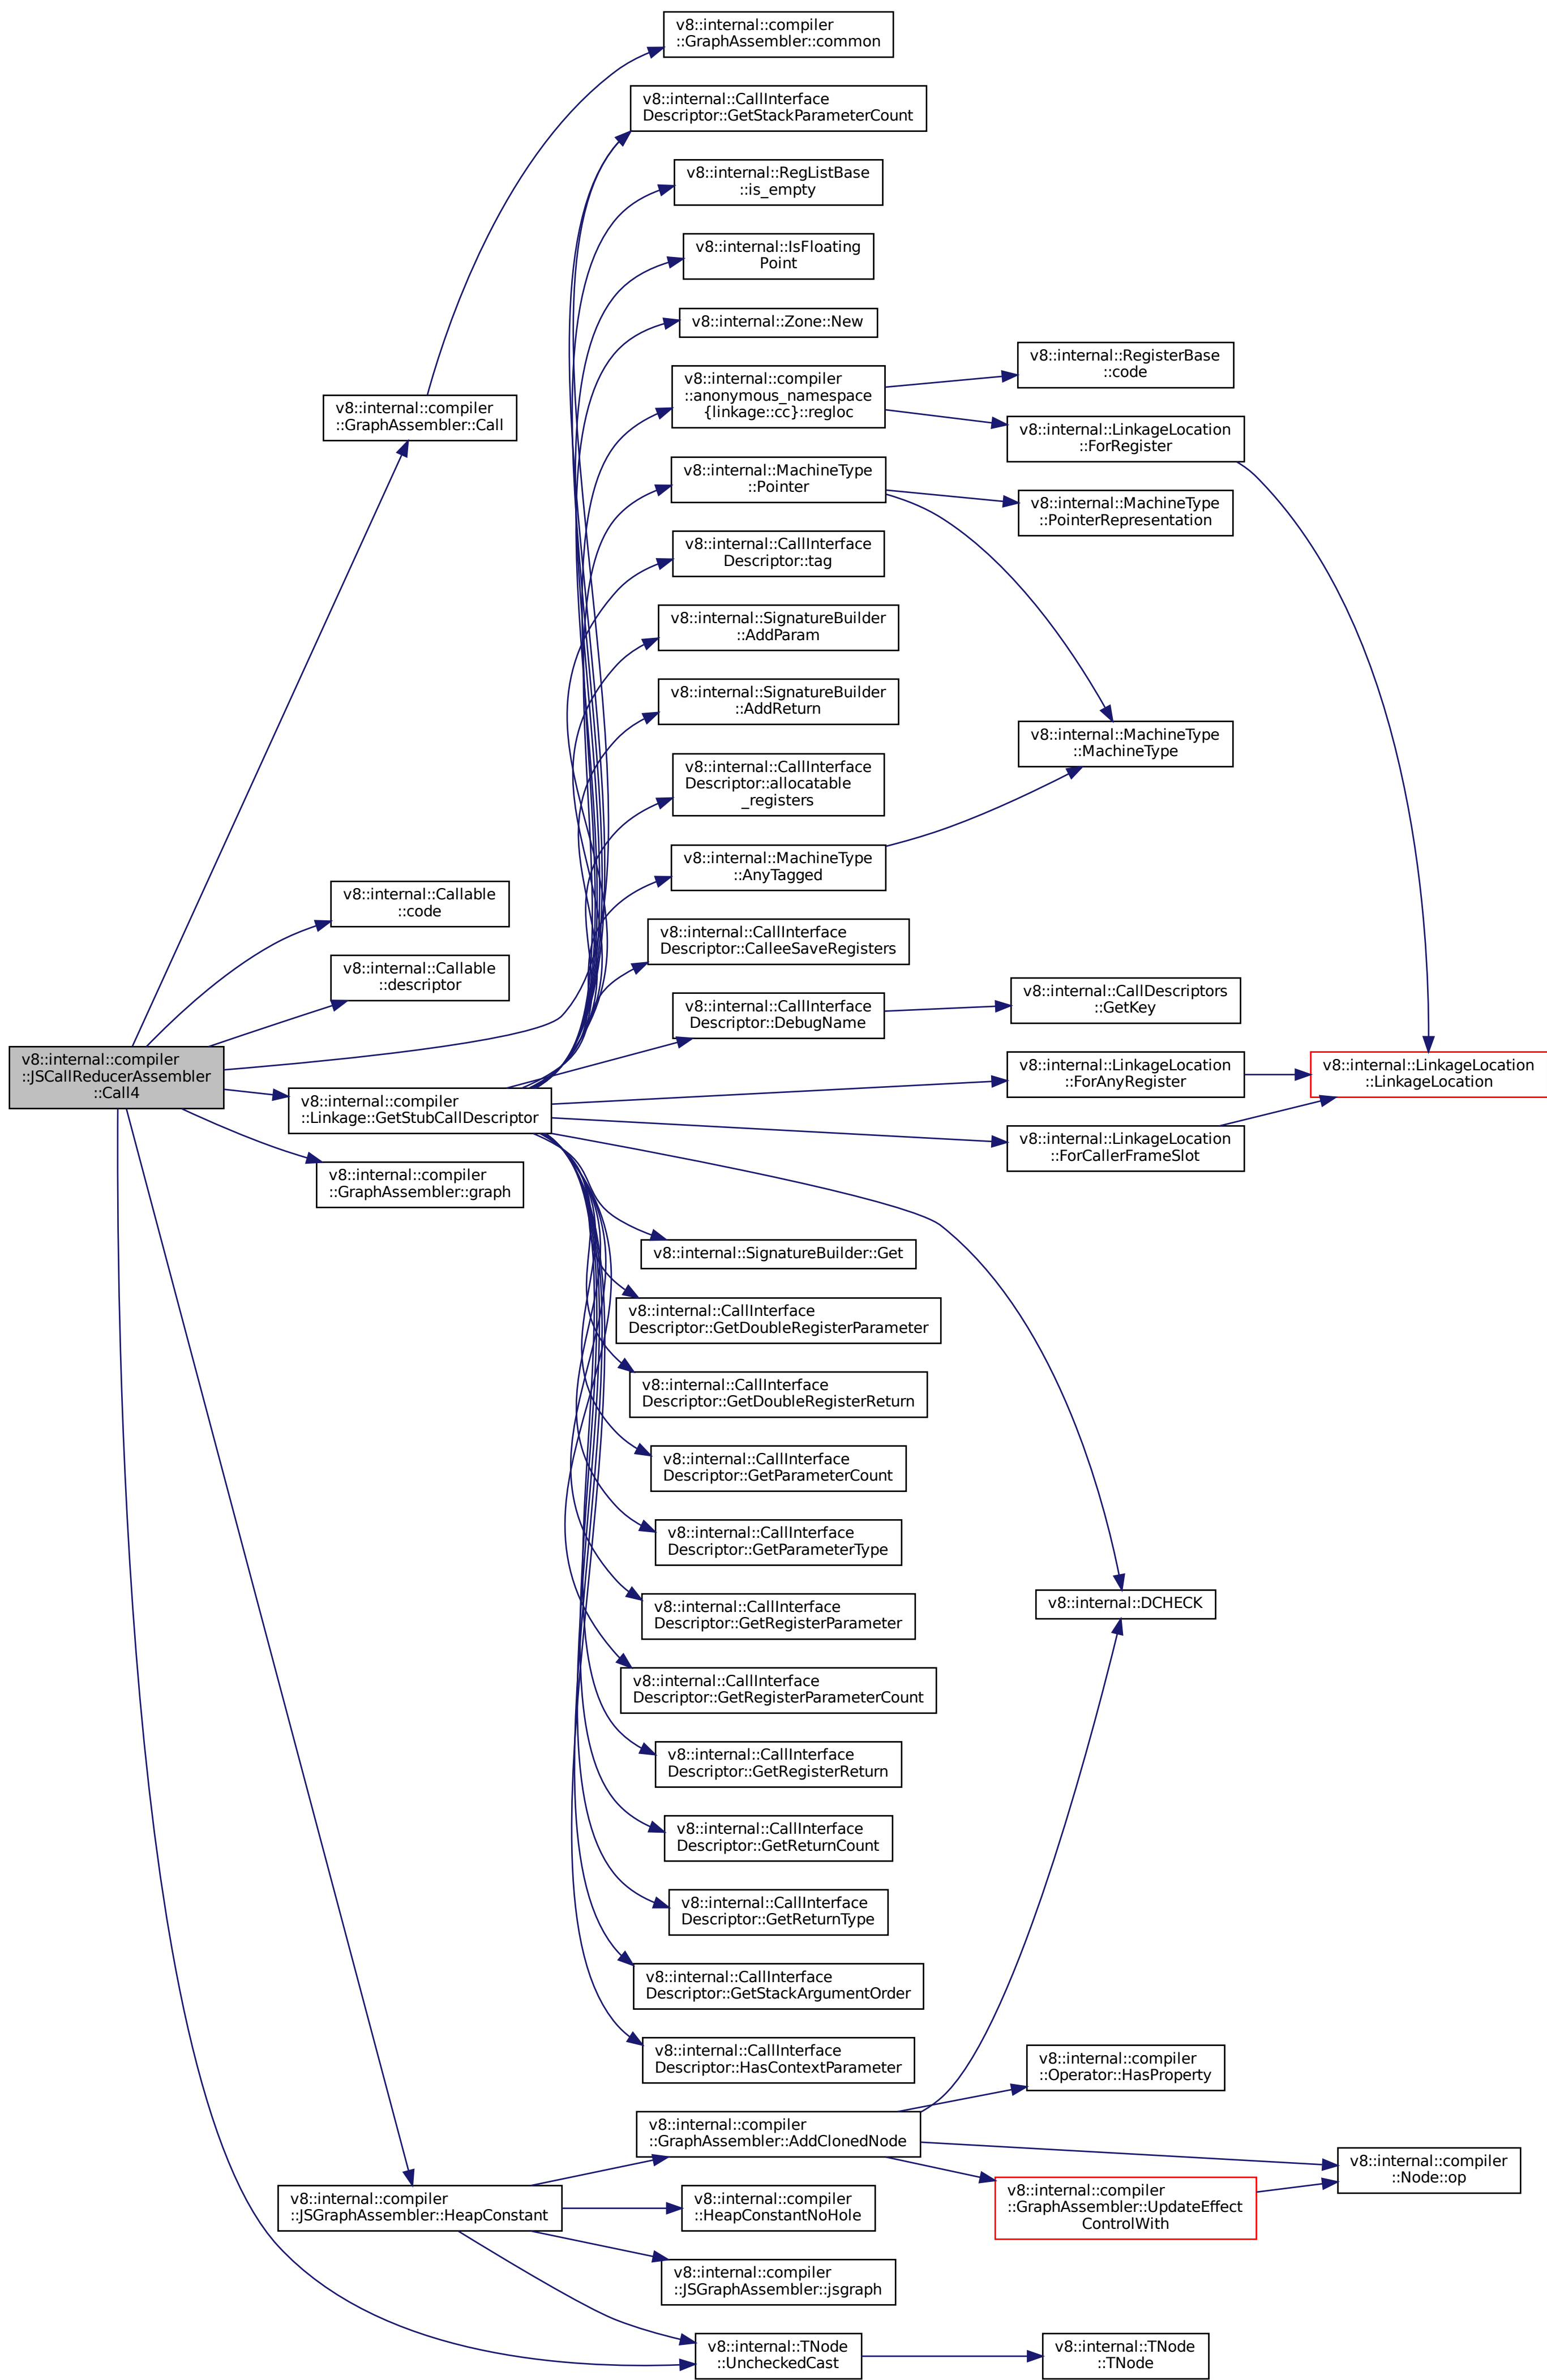 v8::internal::compiler
::GraphAssembler::common
v8::internal::CallInterface
Descriptor::GetStackParameterCount
v8::internal::RegListBase
::is_empty
v8::internal::IsFloating
Point
v8::internal::Zone::New
v8::internal::compiler
::anonymous_namespace
{linkage::cc}::regloc
v8::internal::RegisterBase
::code
v8::internal::compiler
::GraphAssembler::Call
v8::internal::LinkageLocation
::ForRegister
v8::internal::MachineType
::Pointer
v8::internal::MachineType
::PointerRepresentation
v8::internal::CallInterface
Descriptor::tag
v8::internal::SignatureBuilder
::AddParam
v8::internal::SignatureBuilder
::AddReturn
v8::internal::MachineType
::MachineType
v8::internal::CallInterface
Descriptor::allocatable
_registers
v8::internal::MachineType
::AnyTagged
v8::internal::Callable
::code
v8::internal::CallInterface
Descriptor::CalleeSaveRegisters
v8::internal::Callable
::descriptor
v8::internal::CallInterface
Descriptor::DebugName
v8::internal::CallDescriptors
::GetKey
v8::internal::compiler
::JSCallReducerAssembler
::Call4
v8::internal::LinkageLocation
::ForAnyRegister
v8::internal::LinkageLocation
::LinkageLocation
v8::internal::compiler
::Linkage::GetStubCallDescriptor
v8::internal::LinkageLocation
::ForCallerFrameSlot
v8::internal::compiler
::GraphAssembler::graph
v8::internal::SignatureBuilder::Get
v8::internal::CallInterface
Descriptor::GetDoubleRegisterParameter
v8::internal::CallInterface
Descriptor::GetDoubleRegisterReturn
v8::internal::CallInterface
Descriptor::GetParameterCount
v8::internal::CallInterface
Descriptor::GetParameterType
v8::internal::CallInterface
Descriptor::GetRegisterParameter
v8::internal::DCHECK
v8::internal::CallInterface
Descriptor::GetRegisterParameterCount
v8::internal::CallInterface
Descriptor::GetRegisterReturn
v8::internal::CallInterface
Descriptor::GetReturnCount
v8::internal::CallInterface
Descriptor::GetReturnType
v8::internal::CallInterface
Descriptor::GetStackArgumentOrder
v8::internal::CallInterface
Descriptor::HasContextParameter
v8::internal::compiler
::Operator::HasProperty
v8::internal::compiler
::GraphAssembler::AddClonedNode
v8::internal::compiler
::Node::op
v8::internal::compiler
::JSGraphAssembler::HeapConstant
v8::internal::compiler
::HeapConstantNoHole
v8::internal::compiler
::GraphAssembler::UpdateEffect
ControlWith
v8::internal::compiler
::JSGraphAssembler::jsgraph
v8::internal::TNode
::UncheckedCast
v8::internal::TNode
::TNode